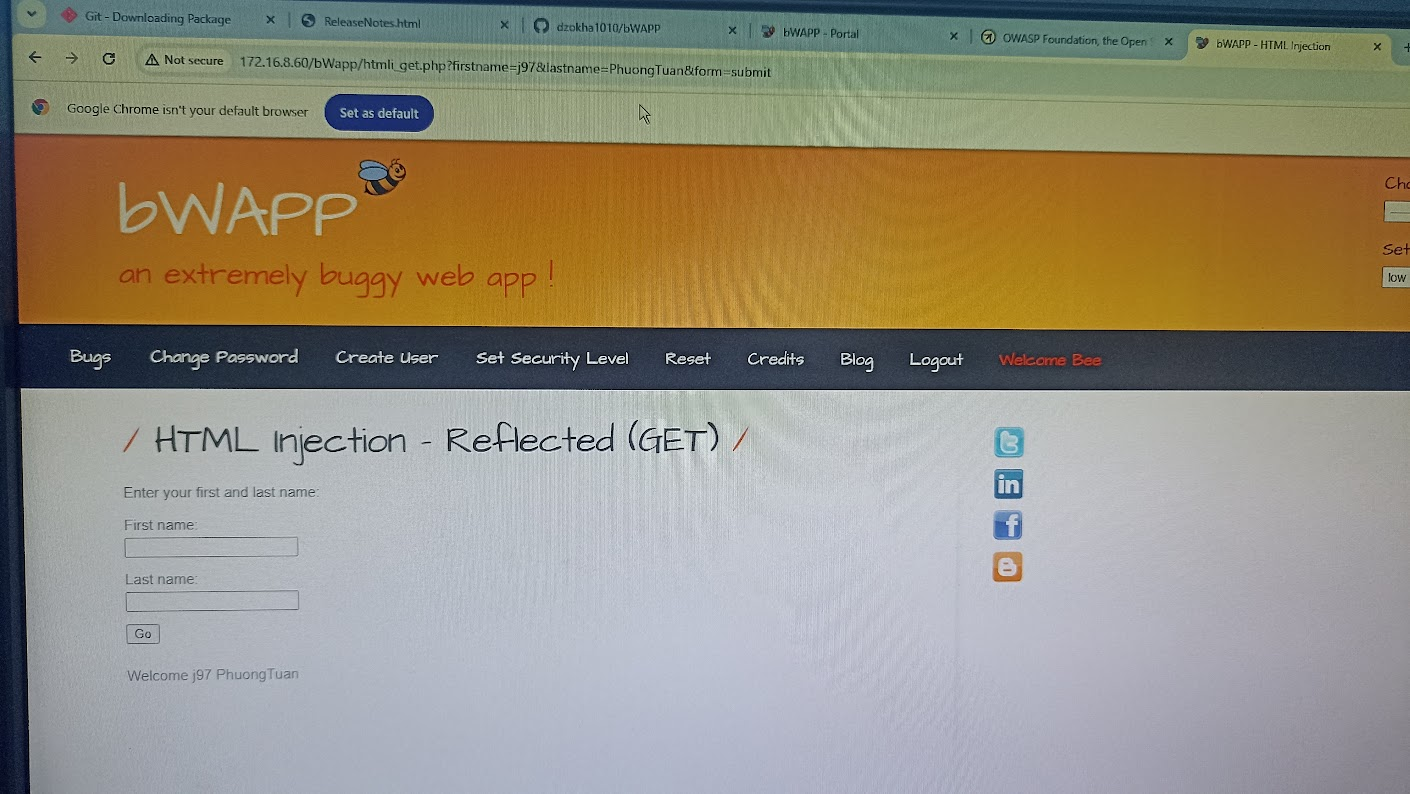 Git - Downloading Package
ReleaseNotes.html
dzokha1010/bWAPP
bWAPP - Portal
OWASP Foundation, the Open
bWAPP - HTML Injection
Not secure
172.16.8.60/bWapp/htmli_get.php?firstname=j97&lastname=PhuongTuan&form=submit
Google Chrome isn't your default browser
Set as default
bWAPP
an extremely buggy web app !
Set
low
Bugs
Change Password
Create User
Set Security Level
Reset
Credits
Blog
Logout
Welcome Bee
/ HTML Injection - Reflected (GET) /
Enter your first and last name:
First name:
Last name:
Go
Welcome j97 PhuongTuan
in